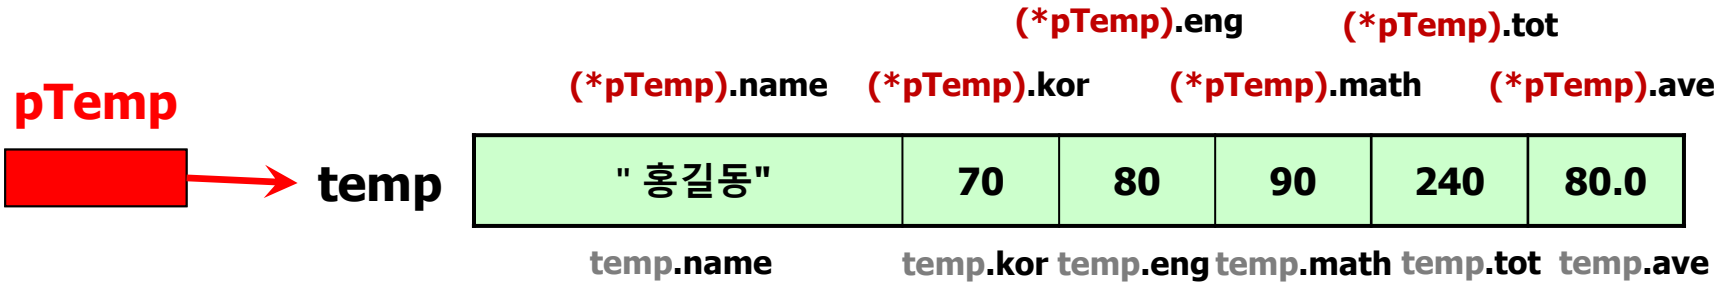 (*pTemp).eng (*pTemp).tot
(*pTemp).name (*pTemp).kor (*pTemp).math (*pTemp).ave
pTemp
temp " 홍길동" 70 80 90 240 80.0
temp.name temp.kor temp.eng temp.math temp.tot temp.ave